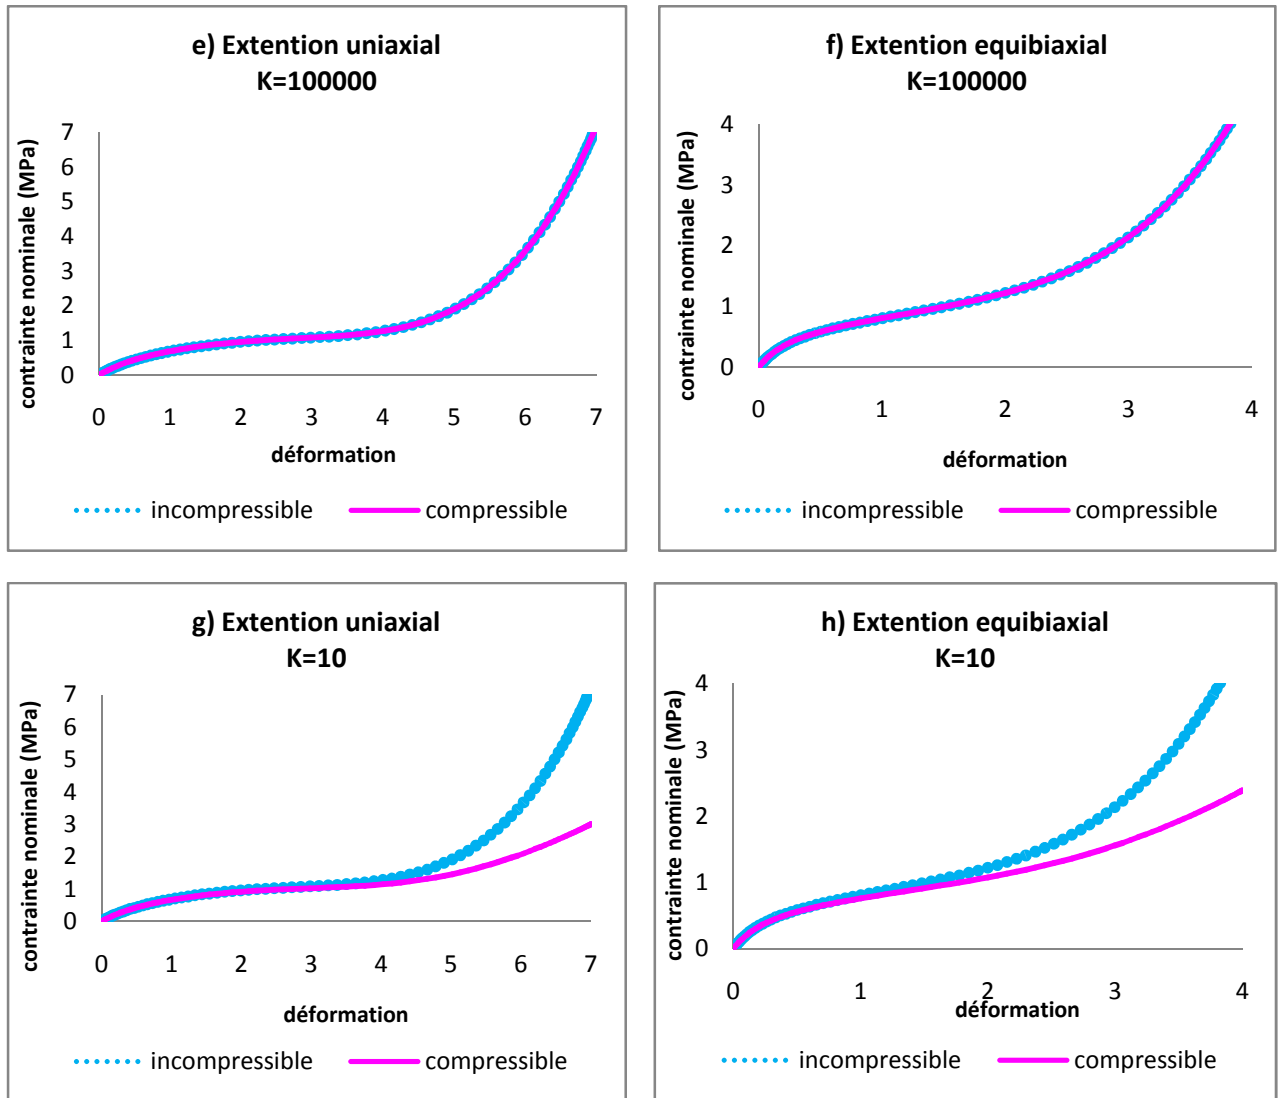 e) Extention uniaxial
K=100000
contrainte nominale (MPa)
7
6
5
4
3
2
1
0
0 1 2 3 4 5 6 7
déformation
incompressible compressible
f) Extention equibiaxial
K=100000
contrainte nominale (MPa)
4
3
2
1
0
0 1 2 3 4
déformation
incompressible compressible
g) Extention uniaxial
K=10
contrainte nominale (MPa)
7
6
5
4
3
2
1
0
0 1 2 3 4 5 6 7
déformation
incompressible compressible
h) Extention equibiaxial
K=10
contrainte nominale (MPa)
4
3
2
1
0
0 1 2 3 4
déformation
incompressible compressible